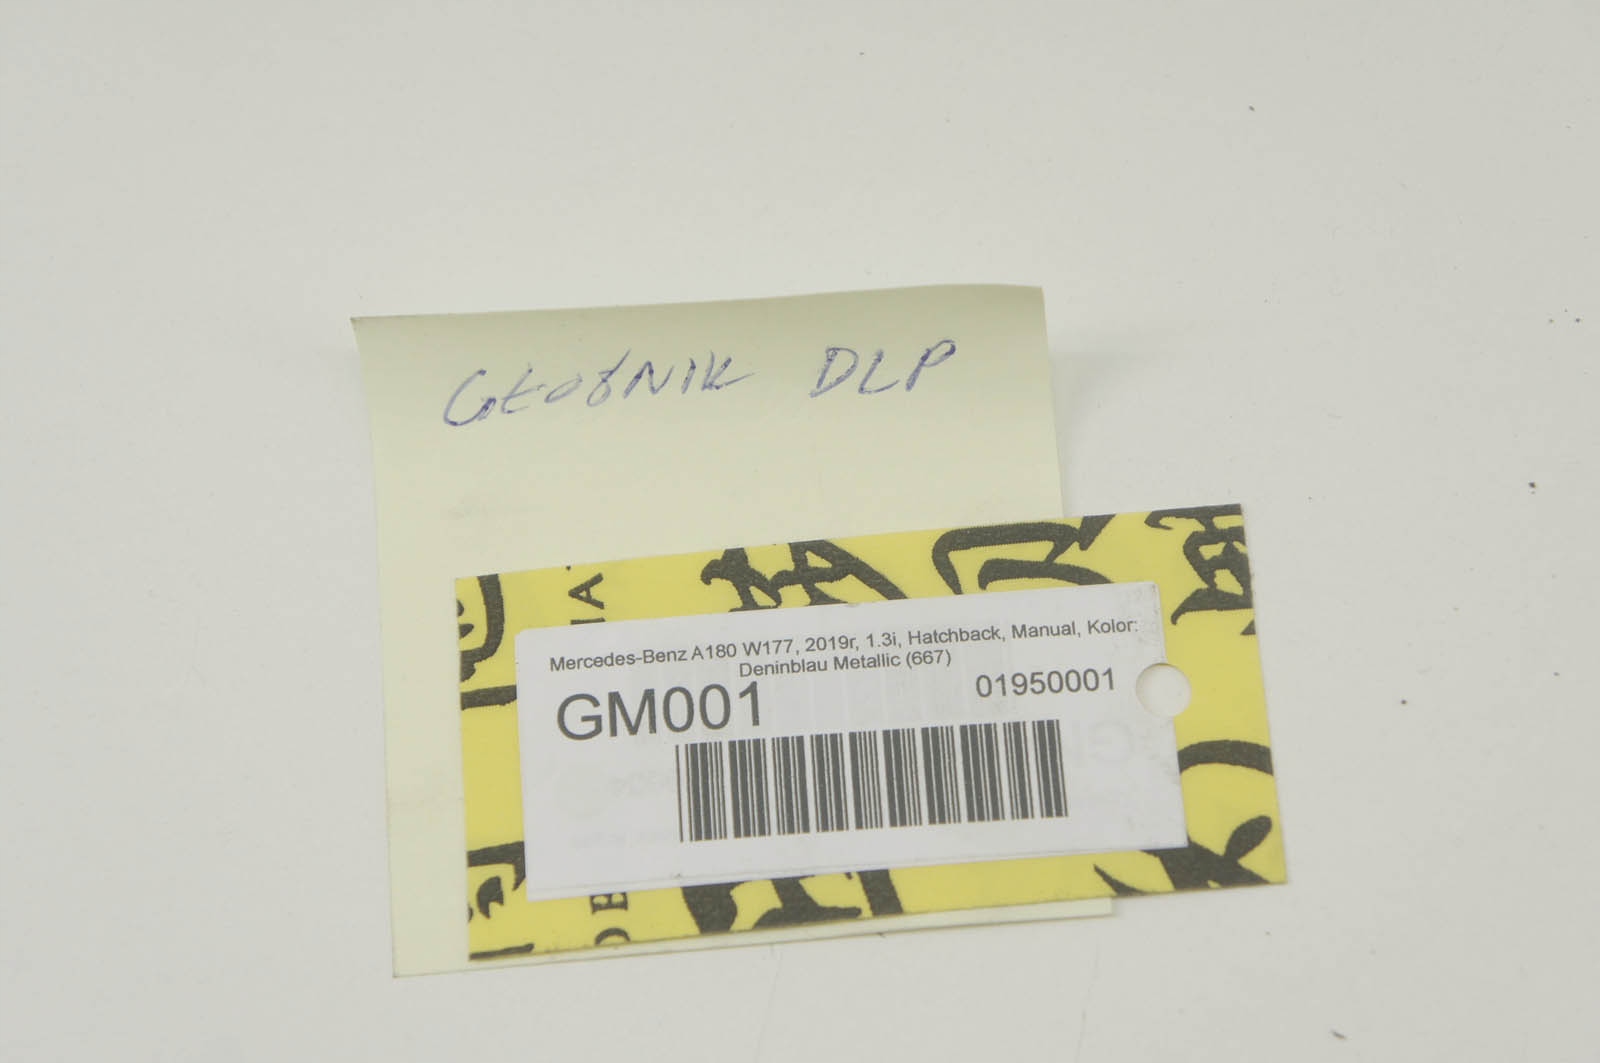 GŁOŚNIK DLP
Mercedes-Benz A180 W177, 2019r, 1.3i, Hatchback, Manual, Kolor:
Deninblau Metallic (667)
GM001
01950001